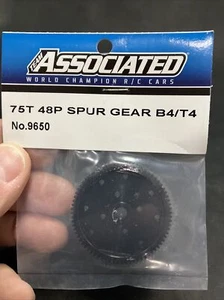 TEAM
ASSOCIATED
WORLD CHAMPION R/C CARS
75T 48P SPUR GEAR B4/T4
No.9650